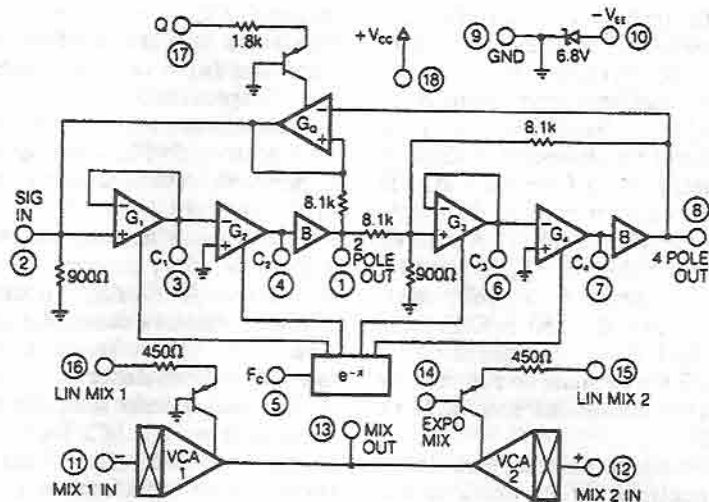 Q
17
1.8k
+ VCC
18
9
GND
6.8V
− VEE
10
GQ
−
+
8.1k
8.1k
SIG
IN
2
900Ω
−
G1
+
C1
3
−
G2
+
C2
4
B
2
POLE OUT
1
8.1k
−
G3
+
900Ω
C3
6
−
G4
+
C4
7
B
8
4 POLE
OUT
16
450Ω
LIN MIX 1
FC
5
e⁻ˣ
14
EXPO
MIX
450Ω
15
LIN MIX 2
13
MIX
OUT
11
−
MIX 1 IN
VCA
1
VCA
2
+
12
MIX 2 IN